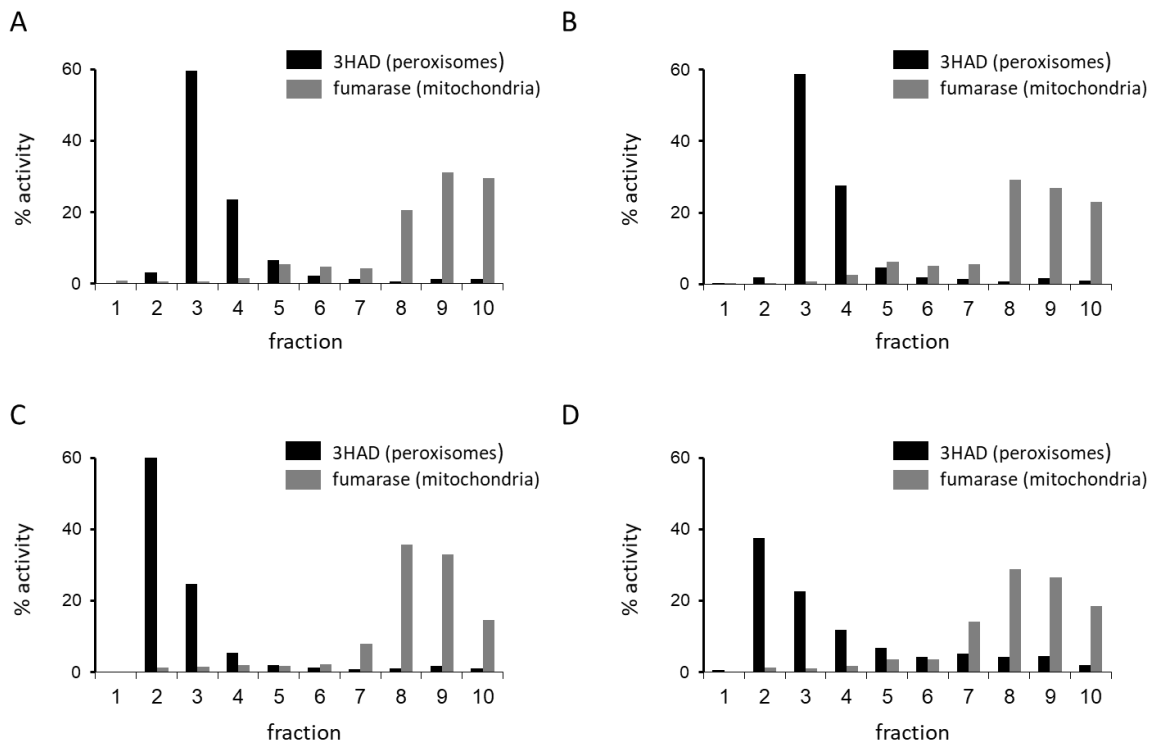 A
3HAD (peroxisomes)
fumarase (mitochondria)
% activity
60
40
20
0
1 2 3 4 5 6 7 8 9 10
fraction
B
3HAD (peroxisomes)
fumarase (mitochondria)
% activity
60
40
20
0
1 2 3 4 5 6 7 8 9 10
fraction
C
3HAD (peroxisomes)
fumarase (mitochondria)
% activity
60
40
20
0
1 2 3 4 5 6 7 8 9 10
fraction
D
3HAD (peroxisomes)
fumarase (mitochondria)
% activity
60
40
20
0
1 2 3 4 5 6 7 8 9 10
fraction